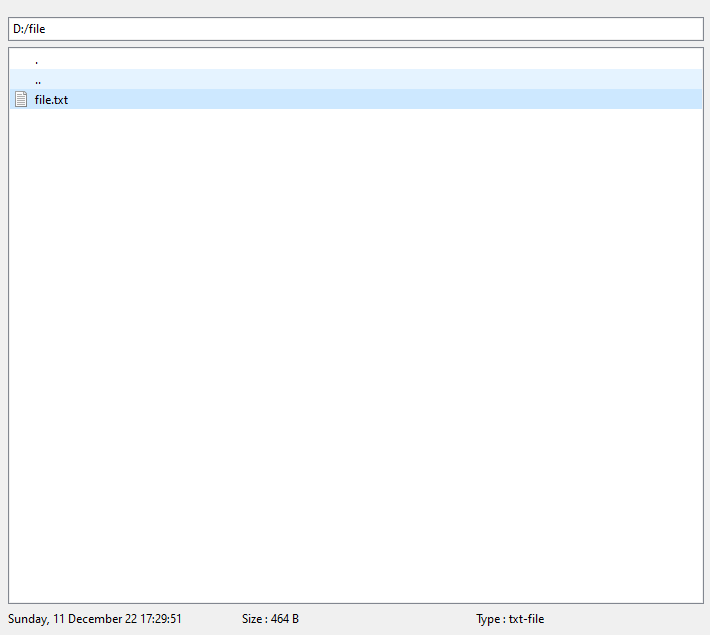 D:/file
.
..
file.txt
Sunday, 11 December 22 17:29:51 Size : 464 B Type : txt-file